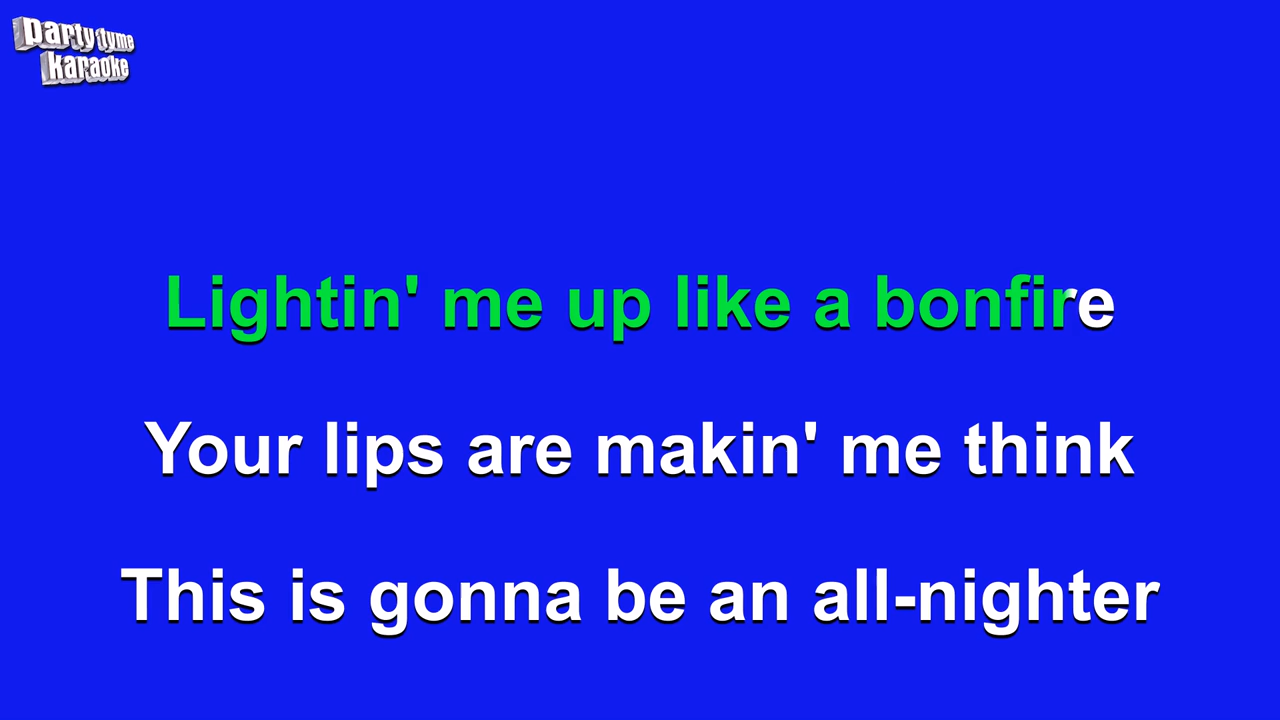 party tyme
karaoke
Lightin' me up like a bonfire
Your lips are makin' me think
This is gonna be an all-nighter